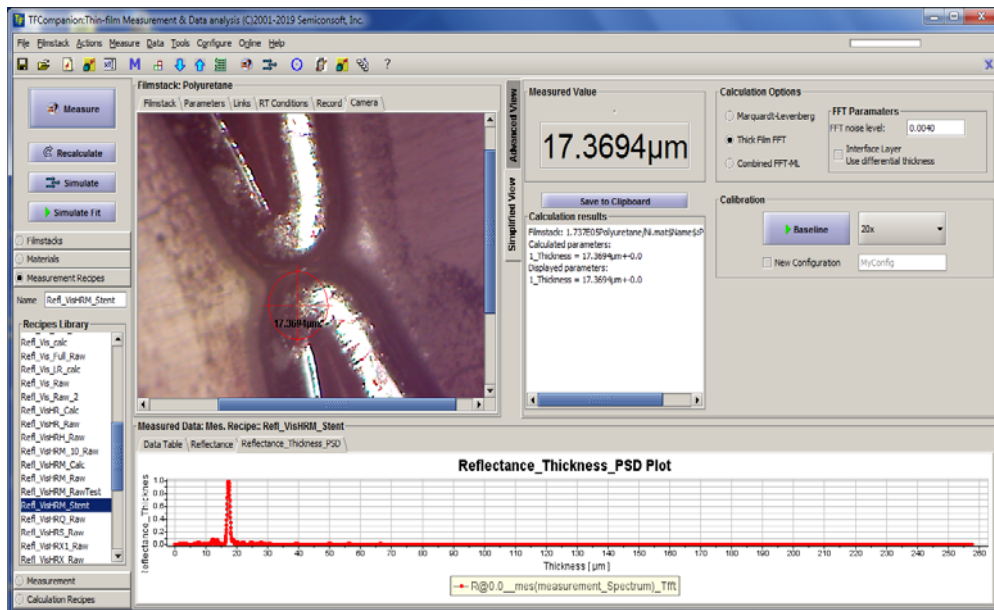 TFCompanion:Thin-film Measurement & Data analysis (C)2001-2019 Semiconsoft, Inc.
File Filmstack Actions Measure Data Tools Configure Online Help
Measure
Recalculate
Simulate
Simulate Fit
Filmstacks
Materials
Measurement Recipes
Name Refl_VisHRM_Stent
Recipes Library
Refl_Vis_calc
Refl_Vis_Full_Raw
Refl_Vis_LR_calc
Refl_Vis_Raw
Refl_Vis_Raw_2
Refl_VisHR_Calc
Refl_VisHR_Raw
Refl_VisHRH_Raw
Refl_VisHRM_10_Raw
Refl_VisHRM_Calc
Refl_VisHRM_Raw
Refl_VisHRM_RawTest
Refl_VisHRM_Stent
Refl_VisHRQ_Raw
Refl_VisHRS_Raw
Refl_VisHRX1_Raw
Refl_VisHRX_Raw
Measurement
Calculation Recipes
Filmstack: Polyuretane
Filmstack Parameters Links RT Conditions Record Camera
17.3694µm
Advanced View
Simplified View
Measured Value
17.3694µm
Save to Clipboard
Calculation results
Filmstack: 1.737E05Polyuretane/Ni.mat$Name$sP
Calculated parameters:
1_Thickness = 17.3694µm+-0.0
Displayed parameters:
1_Thickness = 17.3694µm+-0.0
Calculation Options
Marquardt-Levenberg
Thick Film FFT
Combined FFT-ML
FFT Paramaters
FFT noise level: 0.0040
Interface Layer
Use differential thickness
Calibration
Baseline
20x
New Configuration MyConfig
Measured Data: Mes. Recipe:: Refl_VisHRM_Stent
Data Table Reflectance Reflectance_Thickness_PSD
Reflectance_Thickness_PSD Plot
1.0
0.8
0.6
0.4
0.2
0.0
0 10 20 30 40 50 60 70 80 90 100 110 120 130 140 150 160 170 180 190 200 210 220 230 240 250 260
Thickness [ µm ]
R@0.0__mes(measurement_Spectrum)_Tfft